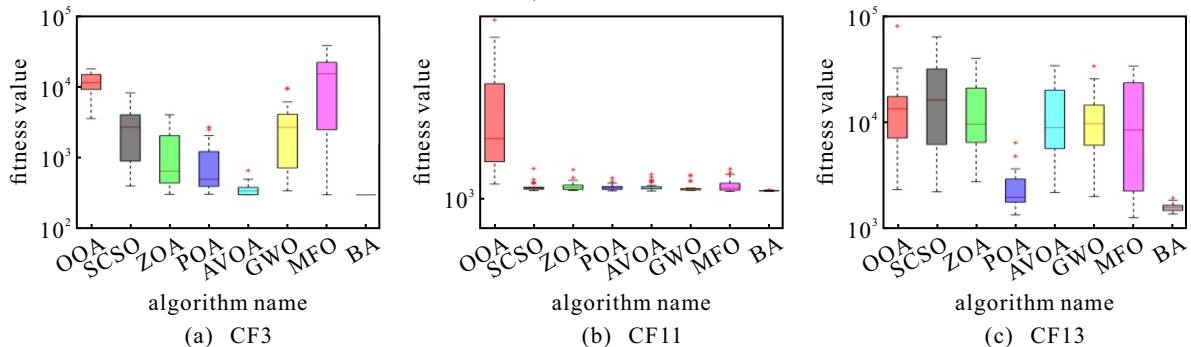 10^5
10^4
10^3
10^2
fitness value
OOA
SCSO
ZOA
POA
AVOA
GWO
MFO
BA
algorithm name
(a) CF3
10^3
fitness value
OOA
SCSO
ZOA
POA
AVOA
GWO
MFO
BA
algorithm name
(b) CF11
10^5
10^4
10^3
fitness value
OOA
SCSO
ZOA
POA
AVOA
GWO
MFO
BA
algorithm name
(c) CF13